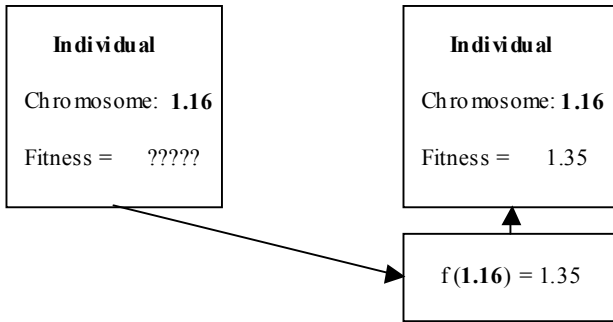 Individual
Chromosome: 1.16
Fitness = ?????
Individual
Chromosome: 1.16
Fitness = 1.35
f(1.16) = 1.35